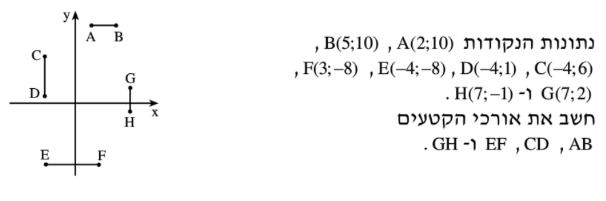 y
A B
C
D
G
H
x
E F
נתונות הנקודות A(2;10) , B(5;10) ,
C(−4;6) , D(−4;1) , E(−4;−8) , F(3;−8) ,
G(7;2) ו- H(7;−1) .
חשב את אורכי הקטעים
AB , CD , EF ו- GH .